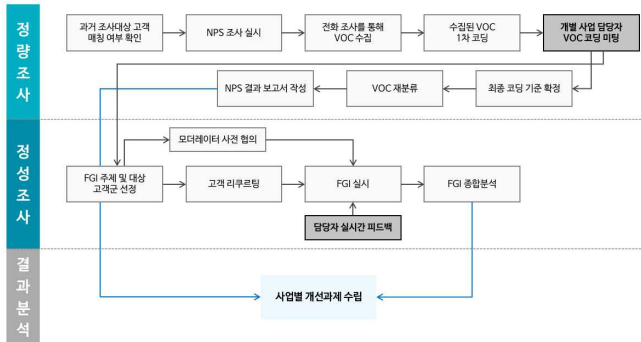 정량조사
과거 조사대상 고객
매칭 여부 확인
NPS 조사 실시
전화 조사를 통해
VOC 수집
수집된 VOC
1차 코딩
개별 사업 담당자
VOC 코딩 미팅
NPS 결과 보고서 작성
VOC 재분류
최종 코딩 기준 확정
정성조사
모더레이터 사전 협의
FGI 주제 및 대상
고객군 선정
고객 리쿠르팅
FGI 실시
FGI 종합분석
담당자 실시간 피드백
결과분석
사업별 개선과제 수립